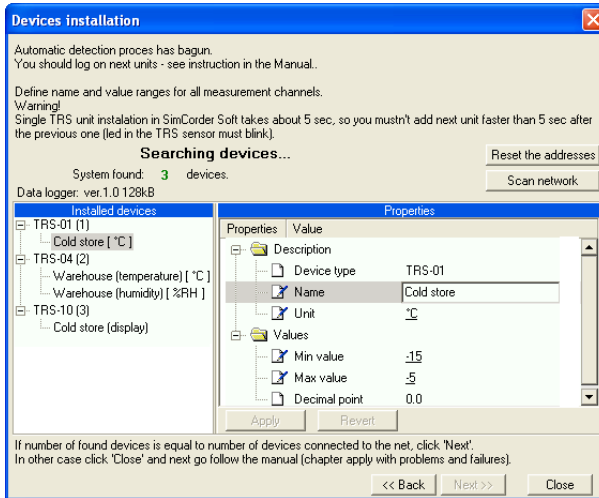 Devices installation
Automatic detection proces has bagun.
You should log on next units - see instruction in the Manual..
Define name and value ranges for all measurement channels.
Warning!
Single TRS unit instalation in SimCorder Soft takes about 5 sec, so you mustn't add next unit faster than 5 sec after
the previous one (led in the TRS sensor must blink).
Searching devices...
Reset the addresses
System found: 3 devices.
Scan network
Data logger: ver.1.0 128kB
Installed devices
TRS-01 (1)
Cold store [ °C ]
TRS-04 (2)
Warehouse (temperature) [ °C ]
Warehouse (humidity) [ %RH ]
TRS-10 (3)
Cold store (display)
Properties
Properties Value
Description
Device type TRS-01
Name Cold store
Unit °C
Values
Min value -15
Max value -5
Decimal point 0.0
Apply Revert
If number of found devices is equal to number of devices connected to the net, click 'Next'.
In other case click 'Close' and next go follow the manual (chapter apply with problems and failures).
<< Back Next >> Close